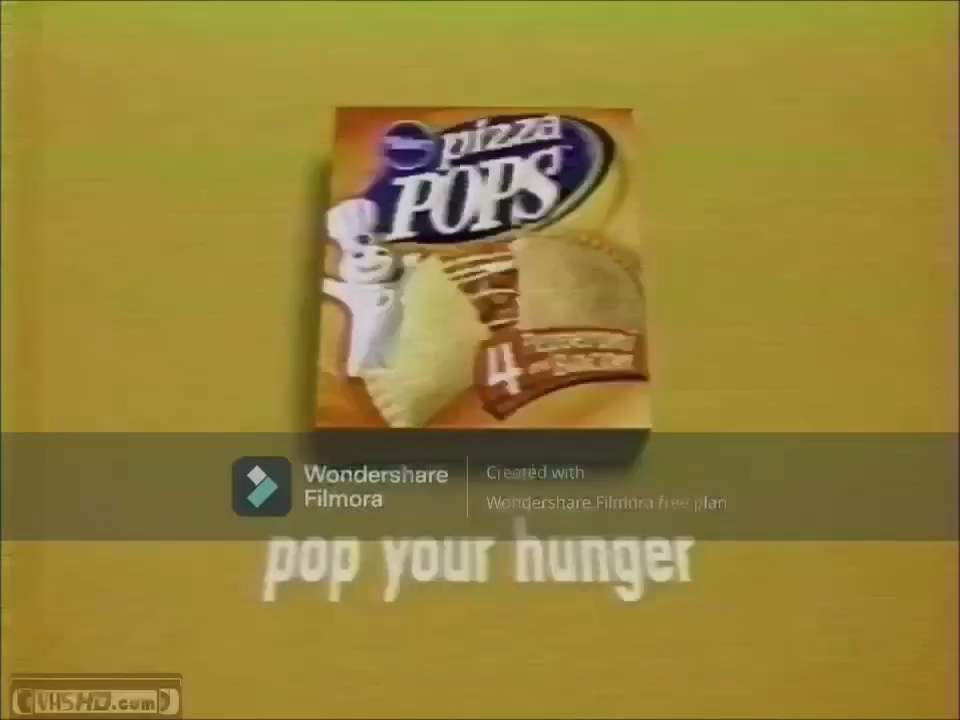 pizza
POPS
4
Wondershare
Filmora
Created with
Wondershare Filmora free plan
pop your hunger
VHSHD.com